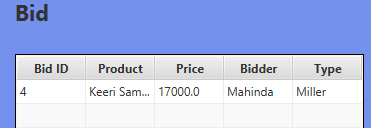 Bid
Bid ID Product Price Bidder Type
4 Keeri Sam... 17000.0 Mahinda Miller